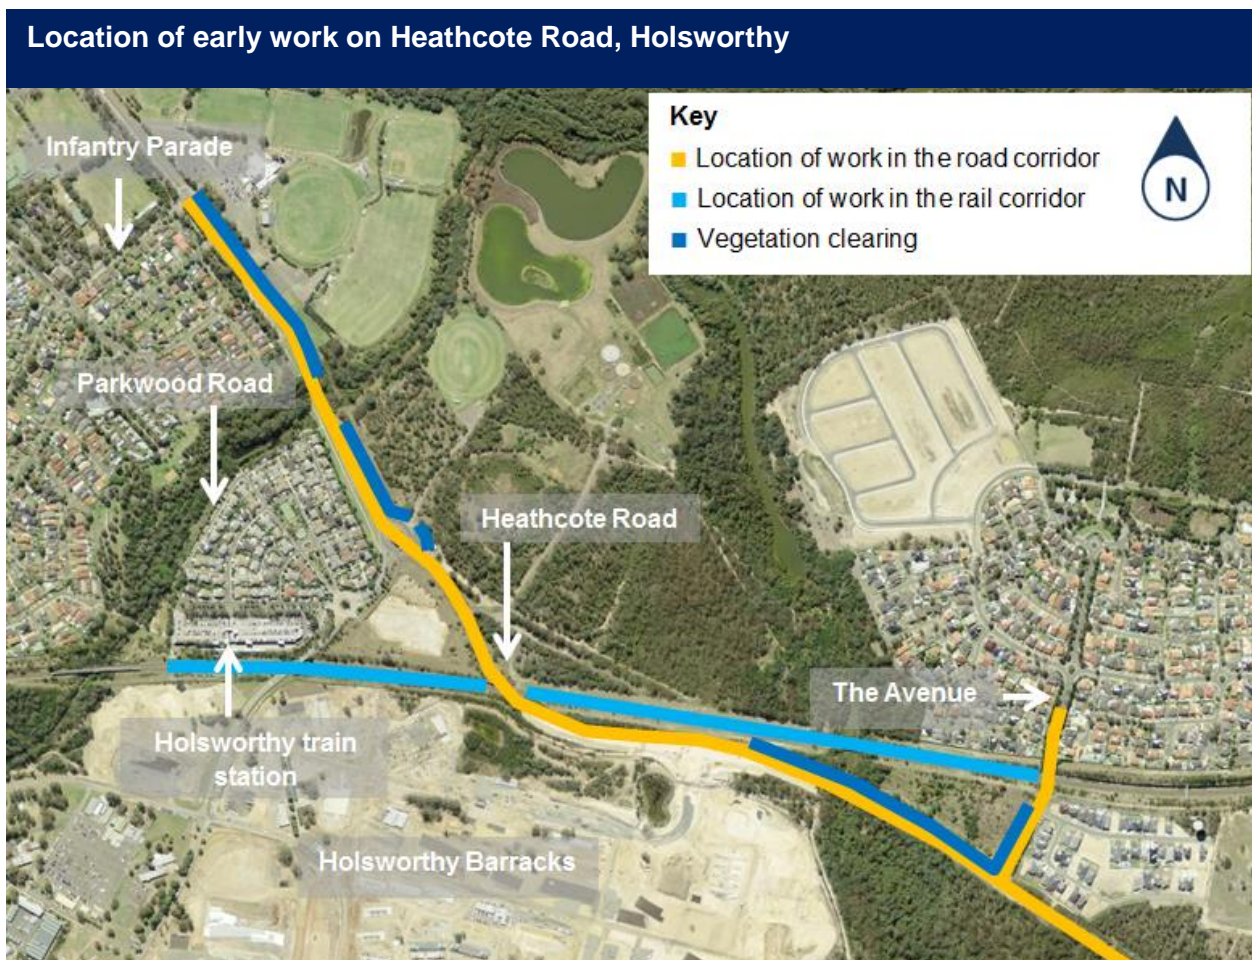 Location of early work on Heathcote Road, Holsworthy
Key
Location of work in the road corridor
Location of work in the rail corridor
Vegetation clearing
N
Infantry Parade
Parkwood Road
Heathcote Road
The Avenue
Holsworthy train
station
Holsworthy Barracks